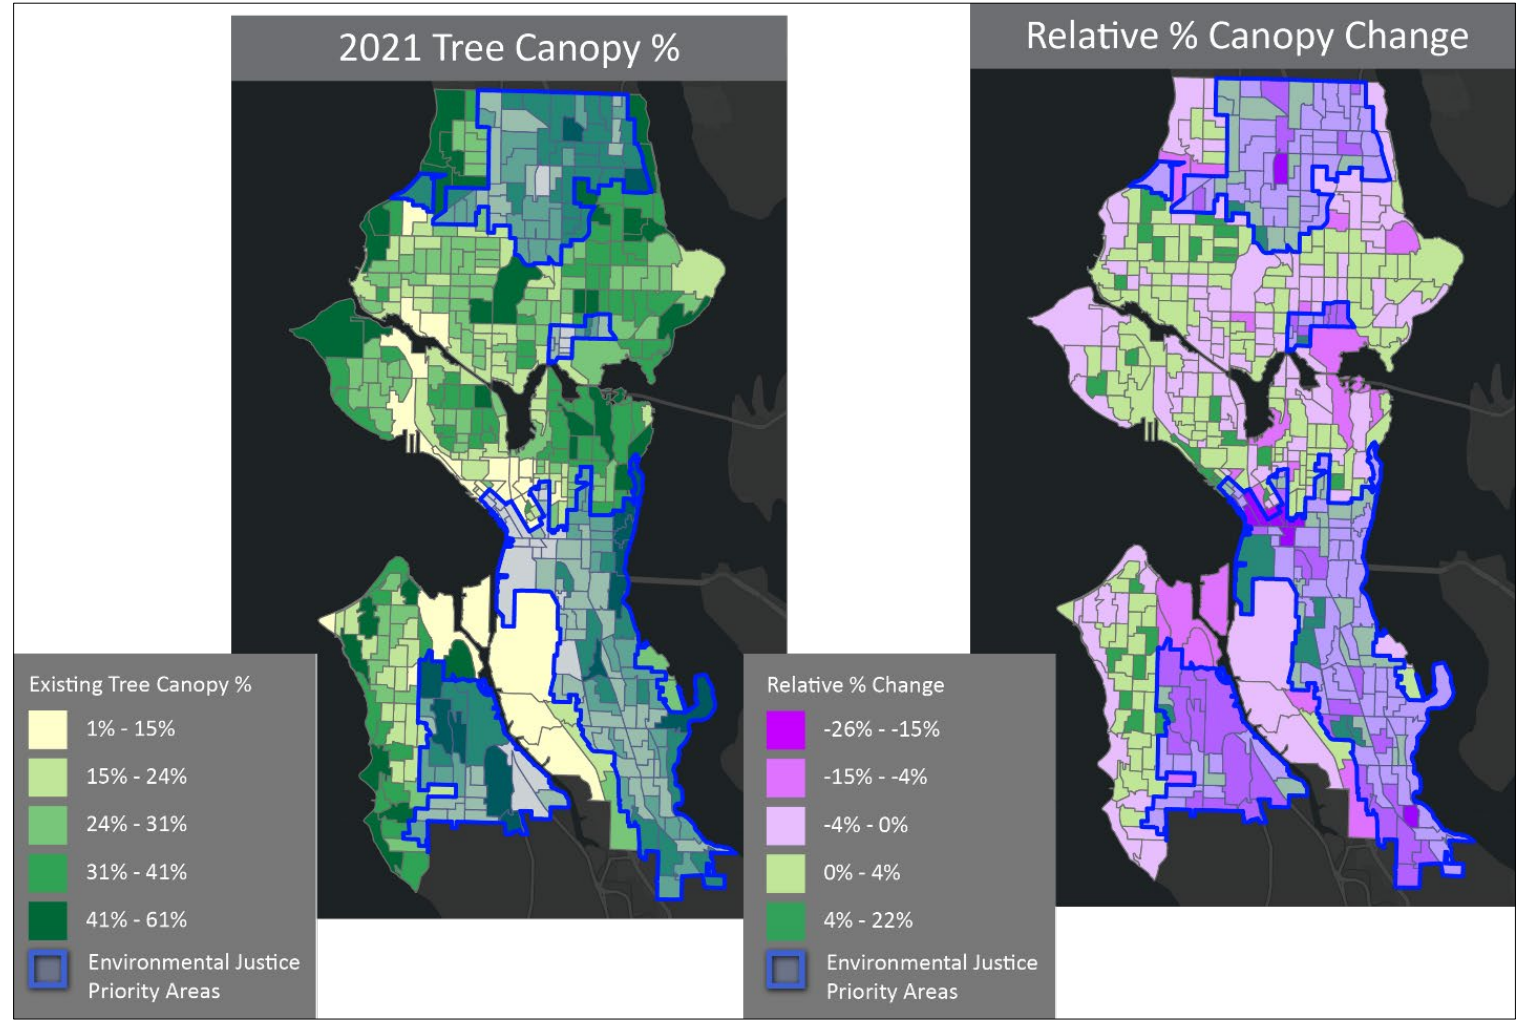 2021 Tree Canopy %
Existing Tree Canopy %
1% - 15%
15% - 24%
24% - 31%
31% - 41%
41% - 61%
Environmental Justice
Priority Areas
Relative % Canopy Change
Relative % Change
-26% - -15%
-15% - -4%
-4% - 0%
0% - 4%
4% - 22%
Environmental Justice
Priority Areas